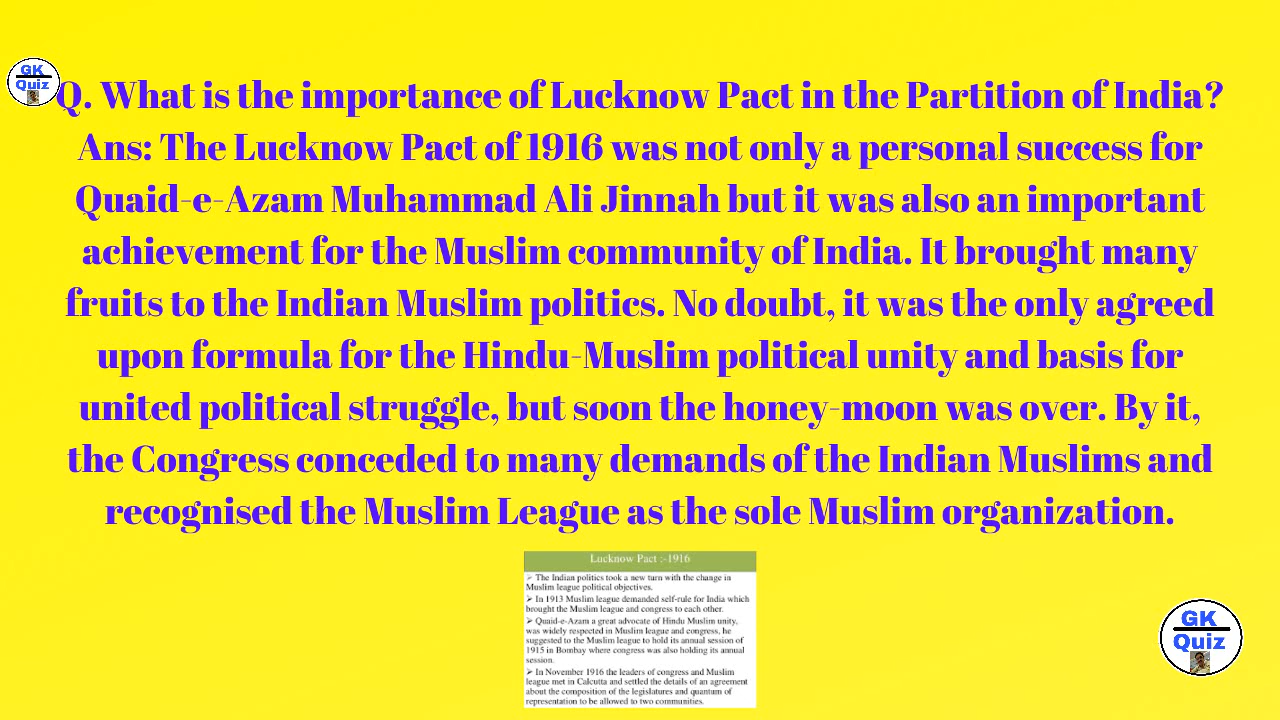 GK
Quiz
Q. What is the importance of Lucknow Pact in the Partition of India?
Ans: The Lucknow Pact of 1916 was not only a personal success for
Quaid-e-Azam Muhammad Ali Jinnah but it was also an important
achievement for the Muslim community of India. It brought many
fruits to the Indian Muslim politics. No doubt, it was the only agreed
upon formula for the Hindu-Muslim political unity and basis for
united political struggle, but soon the honey-moon was over. By it,
the Congress conceded to many demands of the Indian Muslims and
recognised the Muslim League as the sole Muslim organization.
Lucknow Pact :-1916
➢ The Indian politics took a new turn with the change in
Muslim league political objectives.
➢ In 1913 Muslim league demanded self-rule for India which
brought the Muslim league and congress to each other.
➢ Quaid-e-Azam a great advocate of Hindu Muslim unity,
was widely respected in Muslim league and congress, he
suggested to the Muslim league to hold its annual session of
1915 in Bombay where congress was also holding its annual
session.
➢ In November 1916 the leaders of congress and Muslim
league met in Calcutta and settled the details of an agreement
about the composition of the legislatures and quantum of
representation to be allowed to two communities.
GK
Quiz